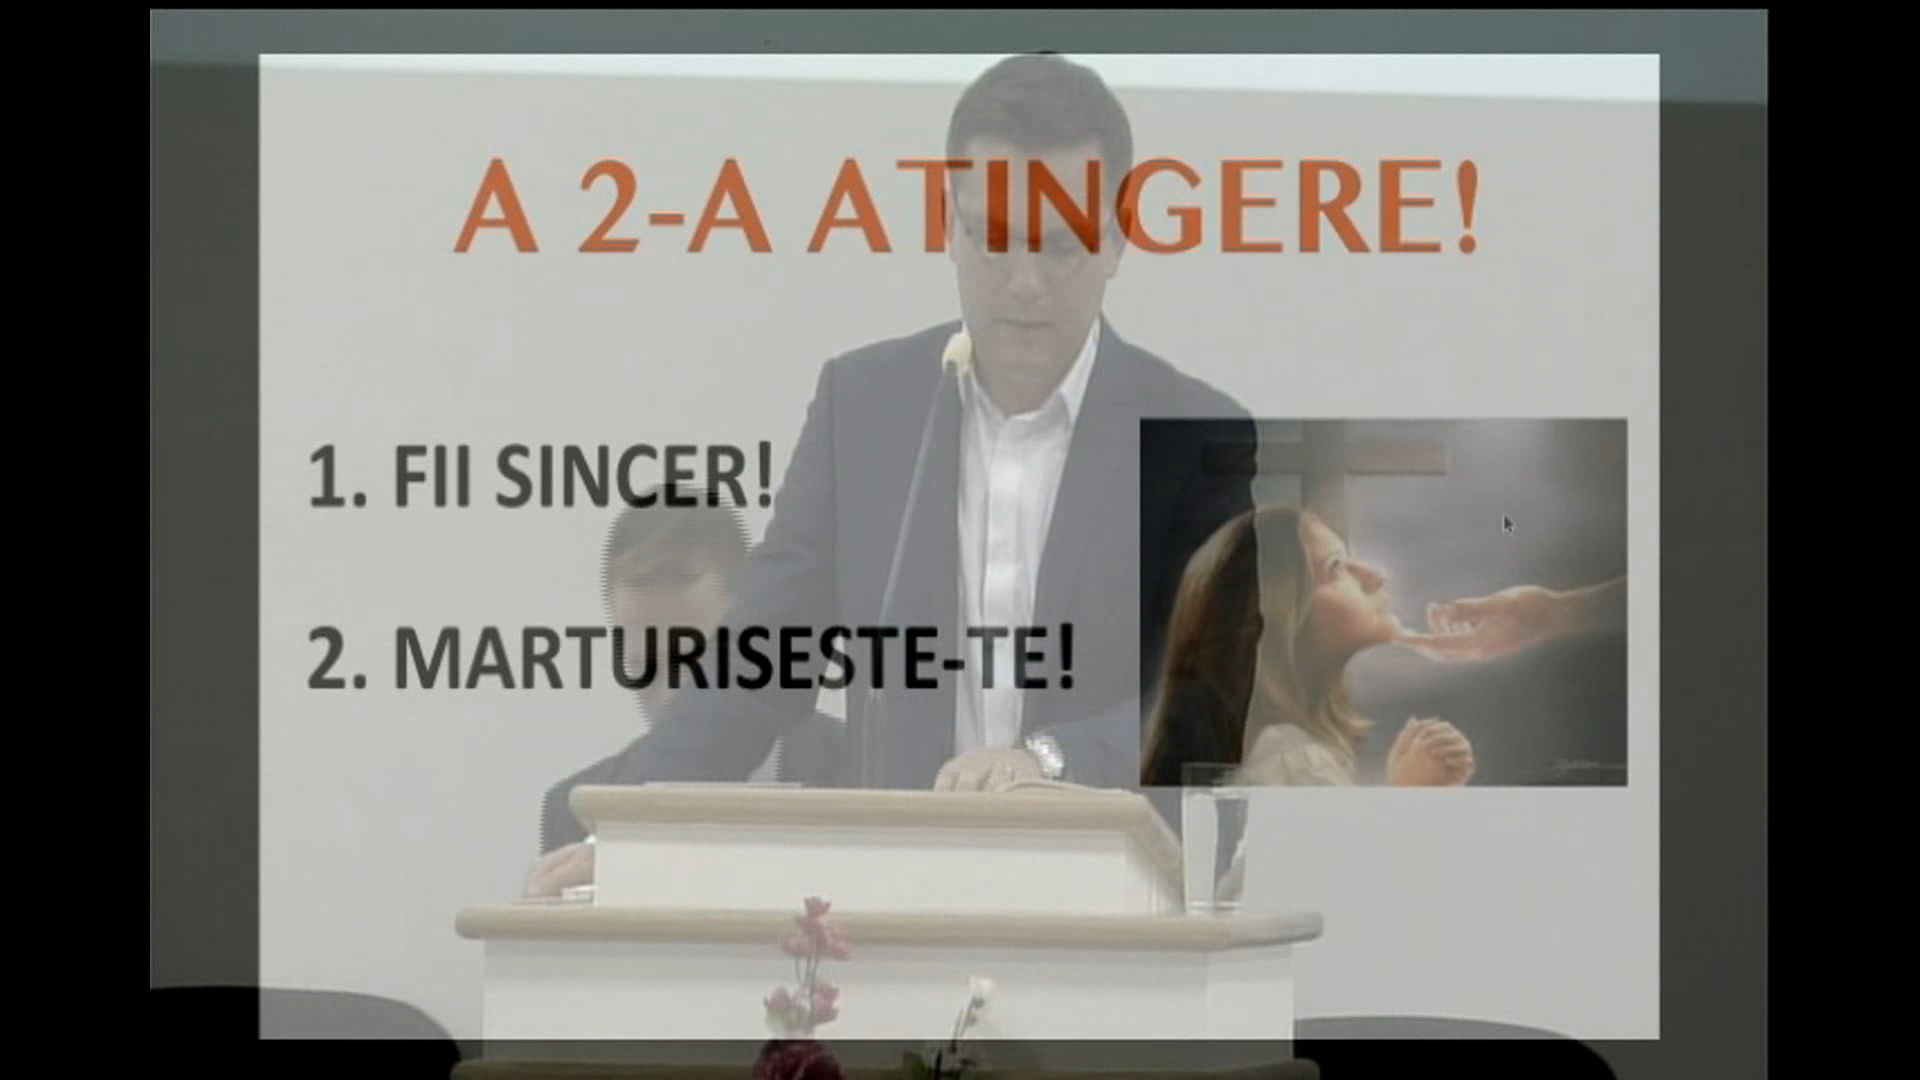 A 2-A ATINGERE!
1. FII SINCER!
2. MARTURISESTE-TE!